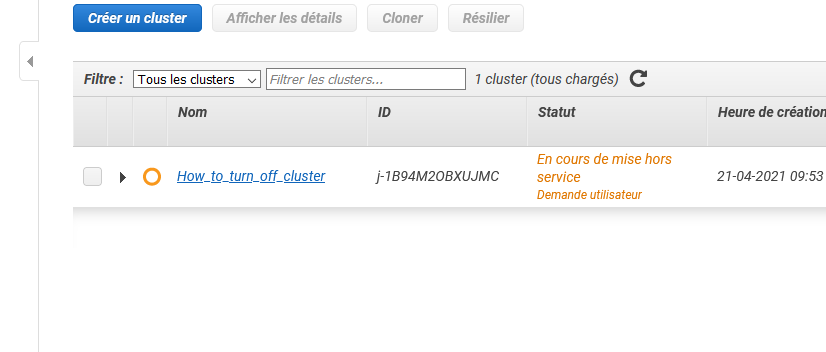 Créer un cluster Afficher les détails Cloner Résilier
Filtre : Tous les clusters Filtrer les clusters... 1 cluster (tous chargés)
Nom ID Statut Heure de création
How_to_turn_off_cluster j-1B94M2OBXUJMC En cours de mise hors 21-04-2021 09:53
service
Demande utilisateur